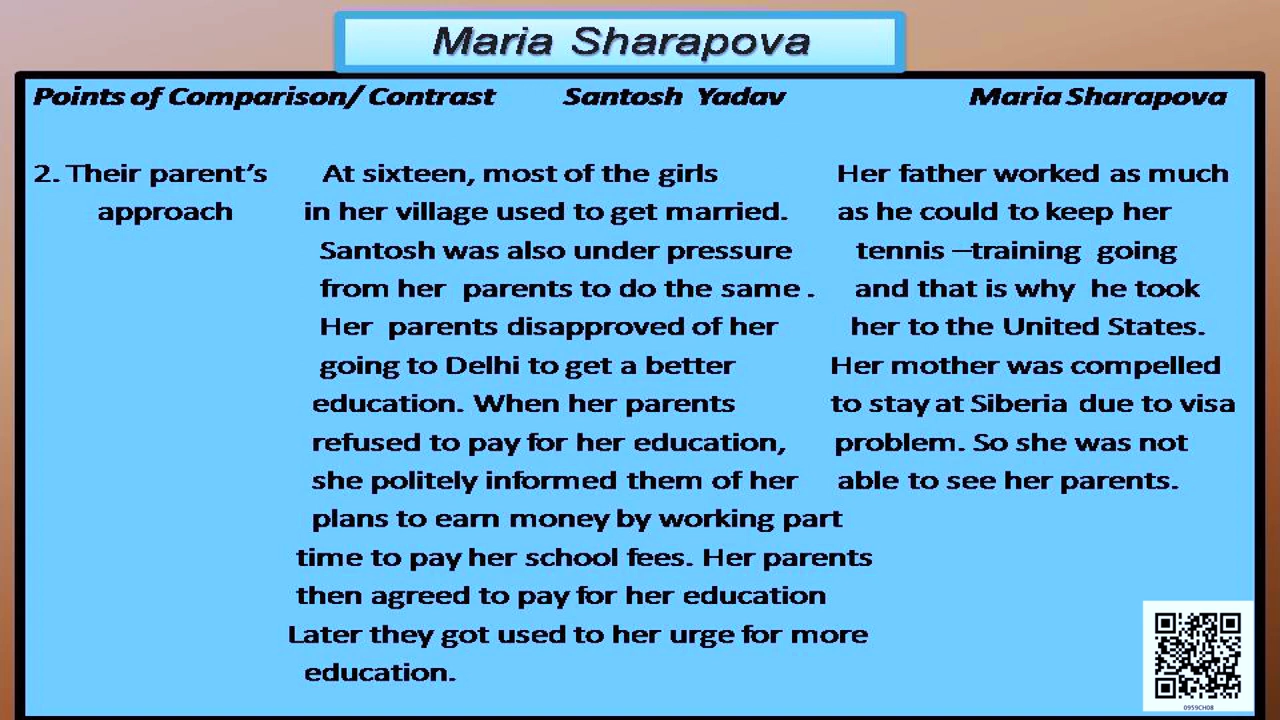 Maria Sharapova
Points of Comparison/ Contrast Santosh Yadav Maria Sharapova
2. Their parent's
approach
At sixteen, most of the girls
in her village used to get married.
Santosh was also under pressure
from her parents to do the same .
Her parents disapproved of her
going to Delhi to get a better
education. When her parents
refused to pay for her education,
she politely informed them of her
plans to earn money by working part
time to pay her school fees. Her parents
then agreed to pay for her education
Later they got used to her urge for more
education.
Her father worked as much
as he could to keep her
tennis –training going
and that is why he took
her to the United States.
Her mother was compelled
to stay at Siberia due to visa
problem. So she was not
able to see her parents.
0959CH08